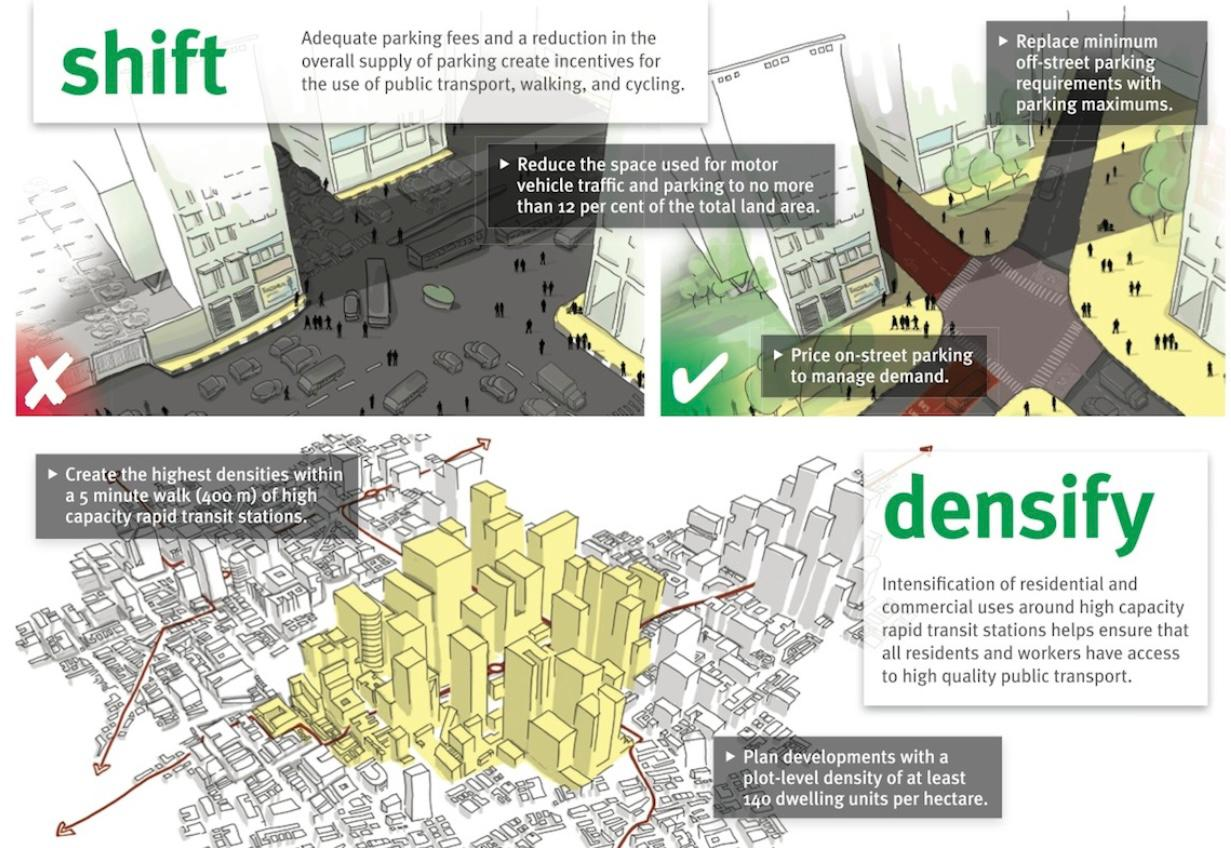 shift
Adequate parking fees and a reduction in the
overall supply of parking create incentives for
the use of public transport, walking, and cycling.
Replace minimum
off-street parking
requirements with
parking maximums.
Reduce the space used for motor
vehicle traffic and parking to no more
than 12 per cent of the total land area.
Price on-street parking
to manage demand.
Create the highest densities within
a 5 minute walk (400 m) of high
capacity rapid transit stations.
densify
Intensification of residential and
commercial uses around high capacity
rapid transit stations helps ensure that
all residents and workers have access
to high quality public transport.
Plan developments with a
plot-level density of at least
140 dwelling units per hectare.